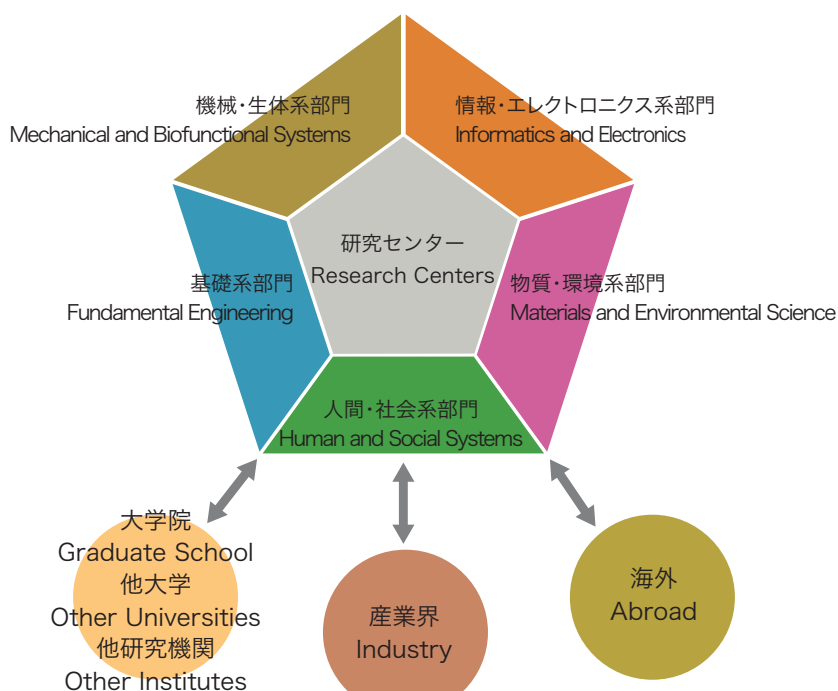 機械・生体系部門
Mechanical and Biofunctional Systems
情報・エレクトロニクス系部門
Informatics and Electronics
研究センター
Research Centers
基礎系部門
Fundamental Engineering
物質・環境系部門
Materials and Environmental Science
人間・社会系部門
Human and Social Systems
大学院
Graduate School
他大学
Other Universities
他研究機関
Other Institutes
産業界
Industry
海外
Abroad